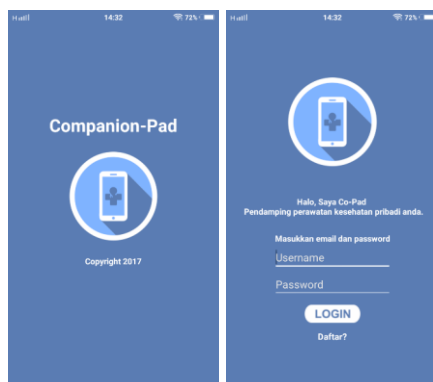 14:32
72%
Companion-Pad
Copyright 2017
14:32
72%
Halo, Saya Co-Pad
Pendamping perawatan kesehatan pribadi anda.
Masukkan email dan password
Username
Password
LOGIN
Daftar?